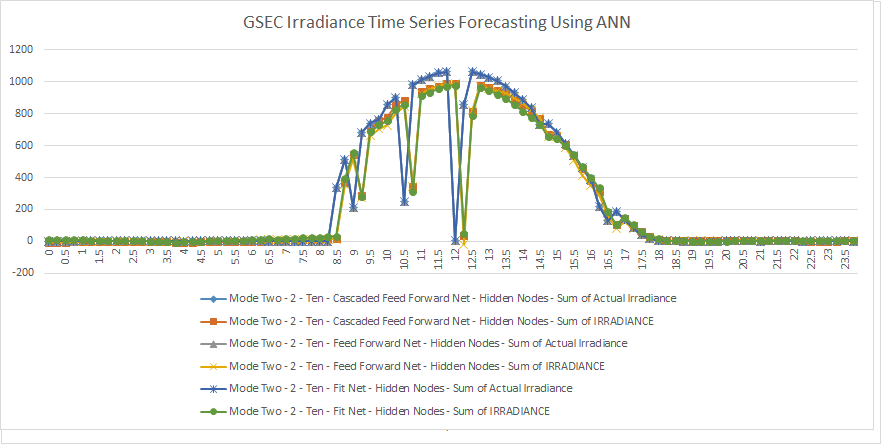 GSEC Irradiance Time Series Forecasting Using ANN
1200
1000
800
600
400
200
0
-200
0 0.5 1 1.5 2 2.5 3 3.5 4 4.5 5 5.5 6 6.5 7 7.5 8 8.5 9 9.5 10 10.5 11 11.5 12 12.5 13 13.5 14 14.5 15 15.5 16 16.5 17 17.5 18 18.5 19 19.5 20 20.5 21 21.5 22 22.5 23 23.5
Mode Two - 2 - Ten - Cascaded Feed Forward Net - Hidden Nodes - Sum of Actual Irradiance
Mode Two - 2 - Ten - Cascaded Feed Forward Net - Hidden Nodes - Sum of IRRADIANCE
Mode Two - 2 - Ten - Feed Forward Net - Hidden Nodes - Sum of Actual Irradiance
Mode Two - 2 - Ten - Feed Forward Net - Hidden Nodes - Sum of IRRADIANCE
Mode Two - 2 - Ten - Fit Net - Hidden Nodes - Sum of Actual Irradiance
Mode Two - 2 - Ten - Fit Net - Hidden Nodes - Sum of IRRADIANCE